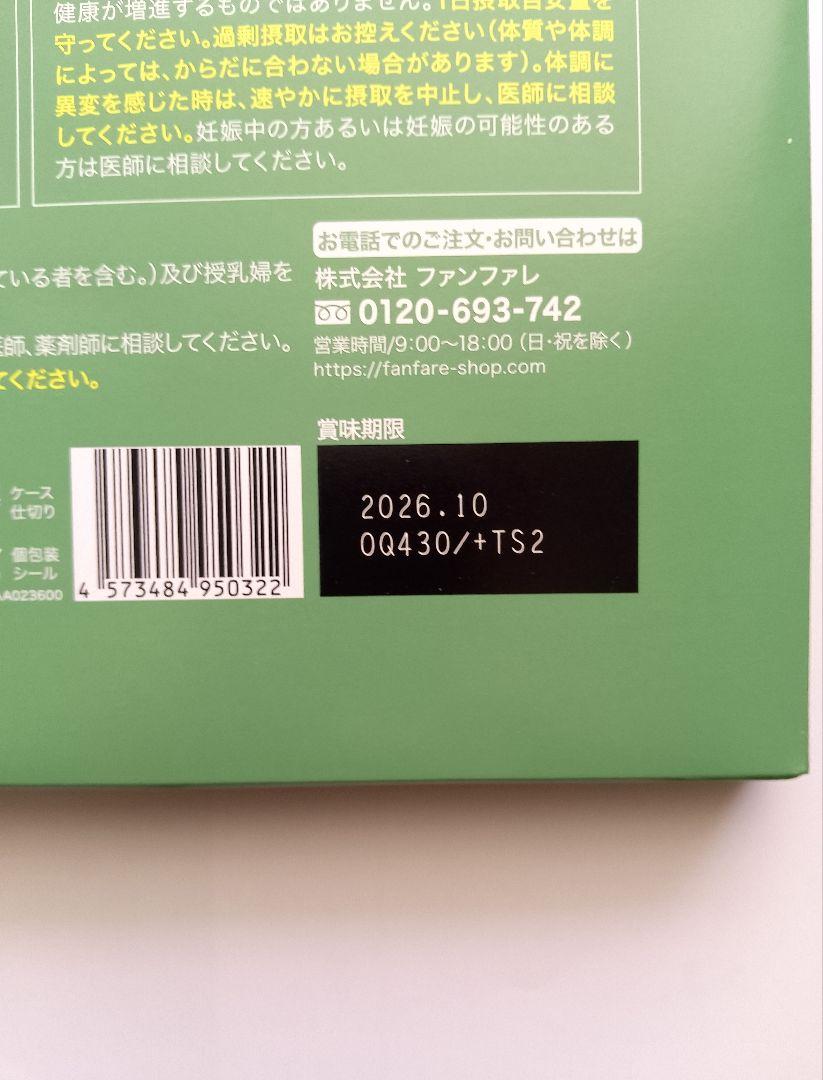 健康が増進するものではありません。1日摂取目安量を
守ってください。過剰摂取はお控えください(体質や体調
によっては、からだに合わない場合があります)。体調に
異変を感じた時は、速やかに摂取を中止し、医師に相談
してください。妊娠中の方あるいは妊娠の可能性のある
方は医師に相談してください。
ている者を含む。)及び授乳婦を
医師、薬剤師に相談してください。
てください。
お電話でのご注文・お問い合わせは
株式会社 ファンファレ
0120-693-742
営業時間/9:00〜18:00(日・祝を除く)
https://fanfare-shop.com
賞味期限
2026.10
0Q430/+TS2
ケース
仕切り
個包装
シール
AA023600
4 573484 950322